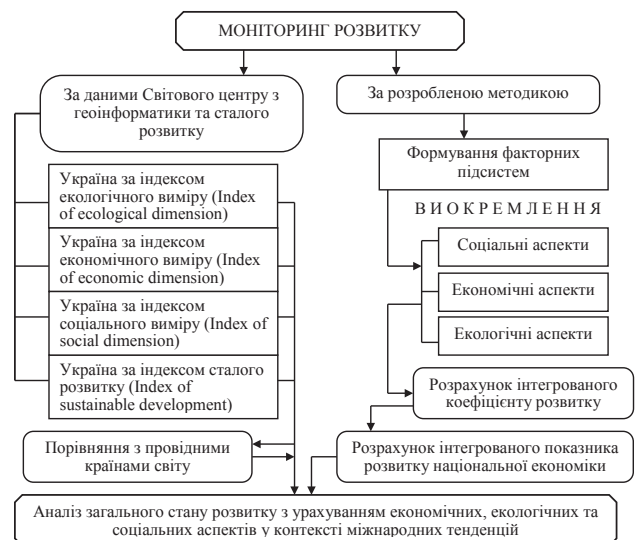 МОНІТОРИНГ РОЗВИТКУ
За даними Світового центру з
геоінформатики та сталого
розвитку
За розробленою методикою
Формування факторних
підсистем
Україна за індексом
екологічного виміру (Index
of ecological dimension)
Україна за індексом
економічного виміру (Index
of economic dimension)
Україна за індексом
соціального виміру (Index of
social dimension)
Україна за індексом сталого
розвитку (Index of
sustainable development)
ВИОКРЕМЛЕННЯ
Соціальні аспекти
Економічні аспекти
Екологічні аспекти
Розрахунок інтегрованого
коефіцієнту розвитку
Порівняння з провідними
країнами світу
Розрахунок інтегрованого показника
розвитку національної економіки
Аналіз загального стану розвитку з урахуванням економічних, екологічних та
соціальних аспектів у контексті міжнародних тенденцій